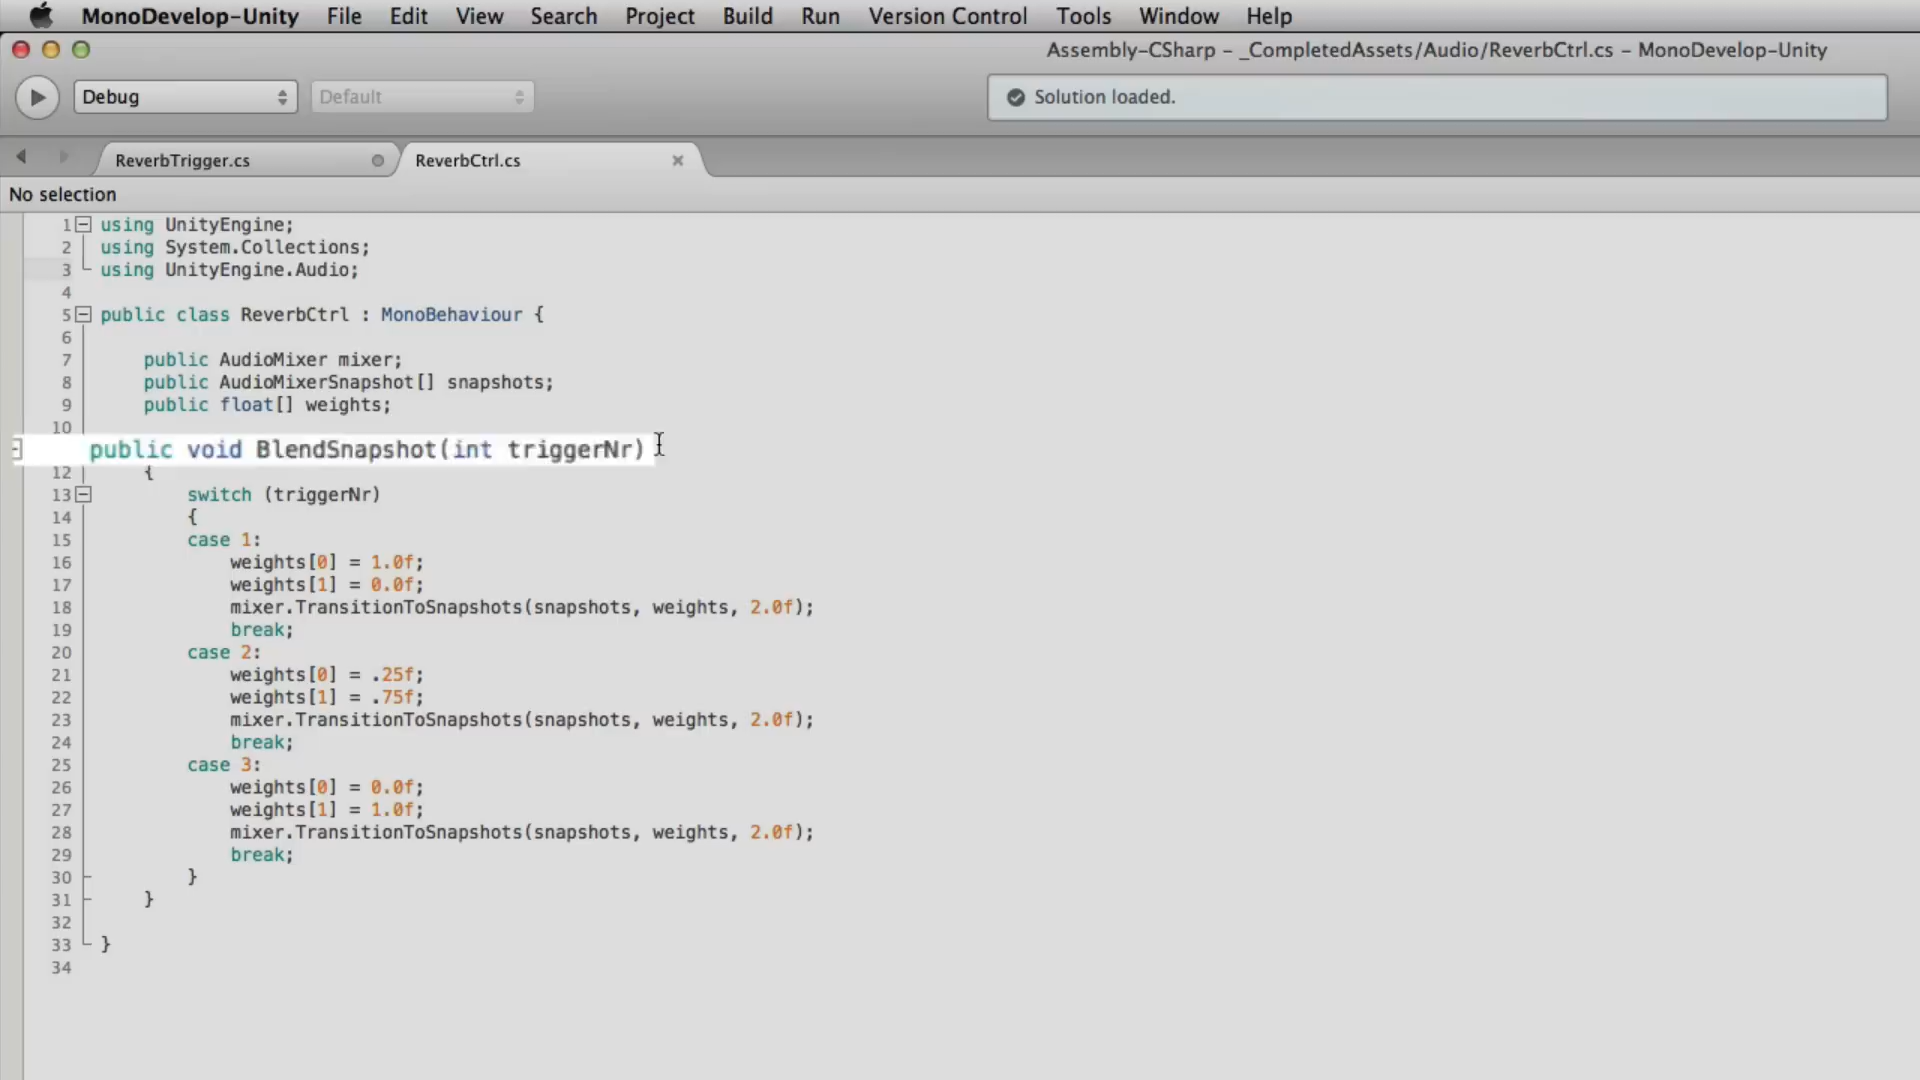 MonoDevelop-Unity File Edit View Search Project Build Run Version Control Tools Window Help
Assembly-CSharp – _CompletedAssets/Audio/ReverbCtrl.cs – MonoDevelop-Unity
Debug Default Solution loaded.
ReverbTrigger.cs ReverbCtrl.cs
No selection
1 using UnityEngine;
2 using System.Collections;
3 using UnityEngine.Audio;
4
5 public class ReverbCtrl : MonoBehaviour {
6
7 public AudioMixer mixer;
8 public AudioMixerSnapshot[] snapshots;
9 public float[] weights;
10
public void BlendSnapshot(int triggerNr)
12 {
13 switch (triggerNr)
14 {
15 case 1:
16 weights[0] = 1.0f;
17 weights[1] = 0.0f;
18 mixer.TransitionToSnapshots(snapshots, weights, 2.0f);
19 break;
20 case 2:
21 weights[0] = .25f;
22 weights[1] = .75f;
23 mixer.TransitionToSnapshots(snapshots, weights, 2.0f);
24 break;
25 case 3:
26 weights[0] = 0.0f;
27 weights[1] = 1.0f;
28 mixer.TransitionToSnapshots(snapshots, weights, 2.0f);
29 break;
30 }
31 }
32
33 }
34